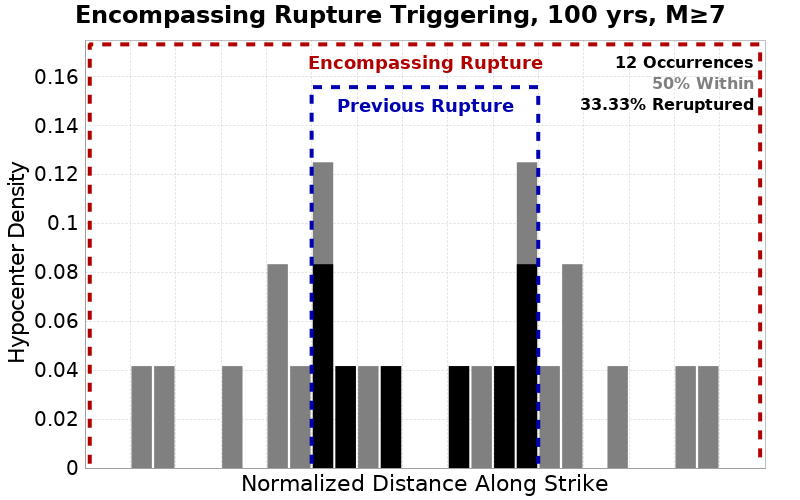 Encompassing Rupture Triggering, 100 yrs, M≥7
Encompassing Rupture
12 Occurrences
50% Within
Previous Rupture
33.33% Reruptured
Hypocenter Density
0.16
0.14
0.12
0.1
0.08
0.06
0.04
0.02
0
Normalized Distance Along Strike